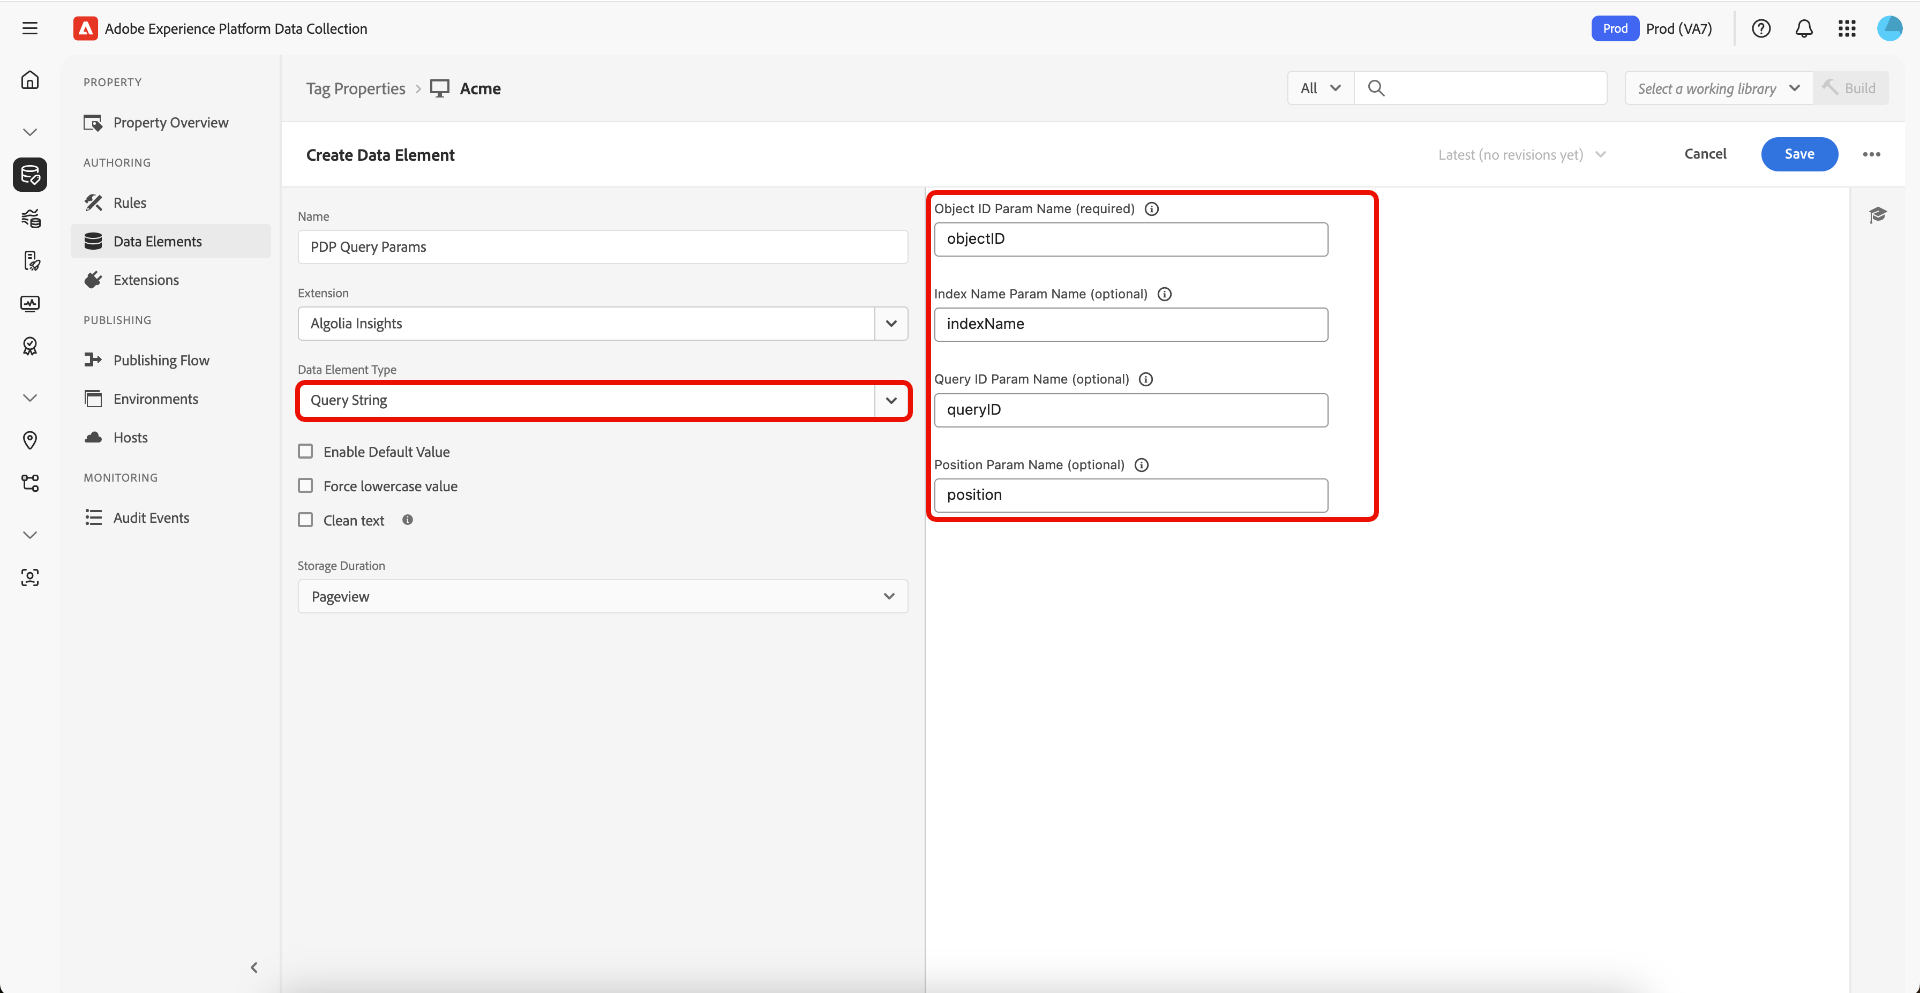 Adobe Experience Platform Data Collection
Prod
Prod (VA7)
PROPERTY
Property Overview
AUTHORING
Rules
Data Elements
Extensions
PUBLISHING
Publishing Flow
Environments
Hosts
MONITORING
Audit Events
Tag Properties
Acme
All
Select a working library
Build
Create Data Element
Latest (no revisions yet)
Cancel
Save
Name
PDP Query Params
Extension
Algolia Insights
Data Element Type
Query String
Enable Default Value
Force lowercase value
Clean text
Storage Duration
Pageview
Object ID Param Name (required)
objectID
Index Name Param Name (optional)
indexName
Query ID Param Name (optional)
queryID
Position Param Name (optional)
position